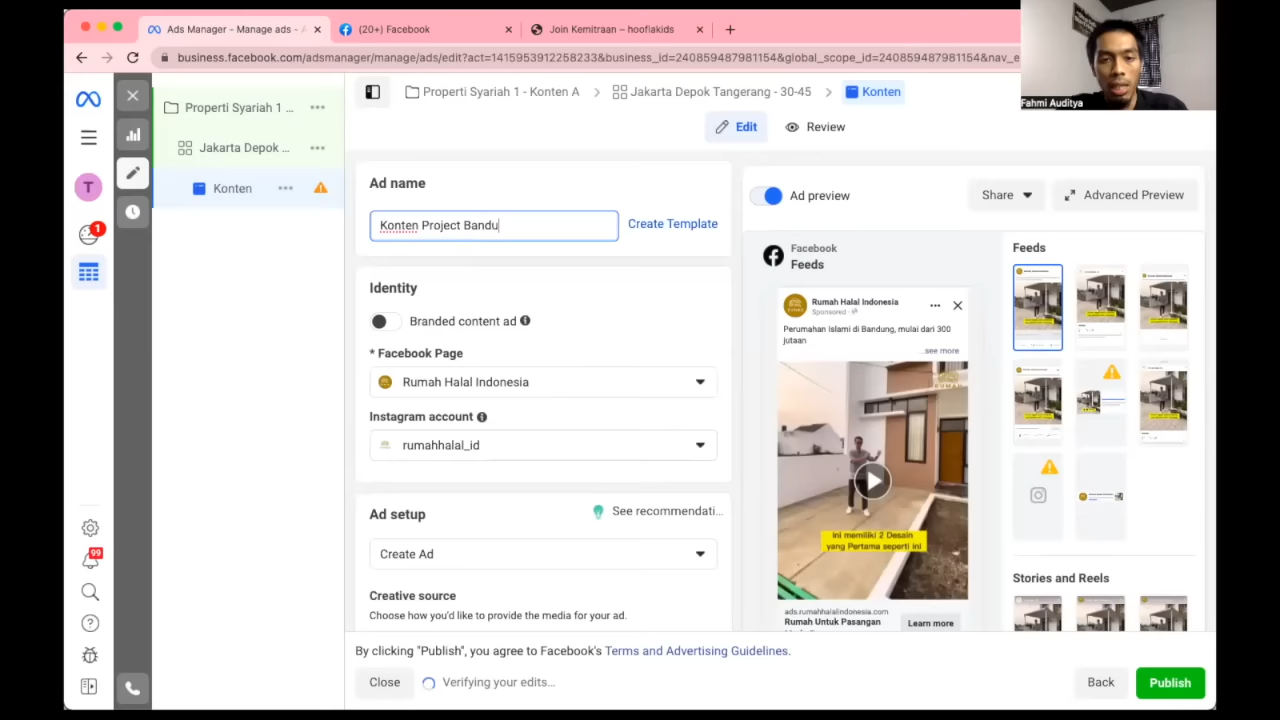 Ads Manager - Manage ads - A
(20+) Facebook
Join Kemitraan – hooflakids
business.facebook.com/adsmanager/manage/ads/edit?act=1415953912258233&business_id=240859487981154&global_scope_id=240859487981154&nav_e
Fahmi Auditya
Properti Syariah 1 ...
Jakarta Depok ...
Konten
T
1
99
Properti Syariah 1 - Konten A
Jakarta Depok Tangerang - 30-45
Konten
Edit
Review
Ad name
Konten Project Bandu
Create Template
Identity
Branded content ad
* Facebook Page
Rumah Halal Indonesia
Instagram account
rumahhalal_id
Ad setup
See recommendati...
Create Ad
Creative source
Choose how you'd like to provide the media for your ad.
Ad preview
Share
Advanced Preview
Facebook
Feeds
Rumah Halal Indonesia
Sponsored ·
Perumahan Islami di Bandung, mulai dari 300
jutaan
...see more
Ini memiliki 2 Desain
yang Pertama seperti ini
ads.rumahhalalindonesia.com
Rumah Untuk Pasangan
Learn more
Feeds
Stories and Reels
By clicking "Publish", you agree to Facebook's Terms and Advertising Guidelines.
Close
Verifying your edits...
Back
Publish